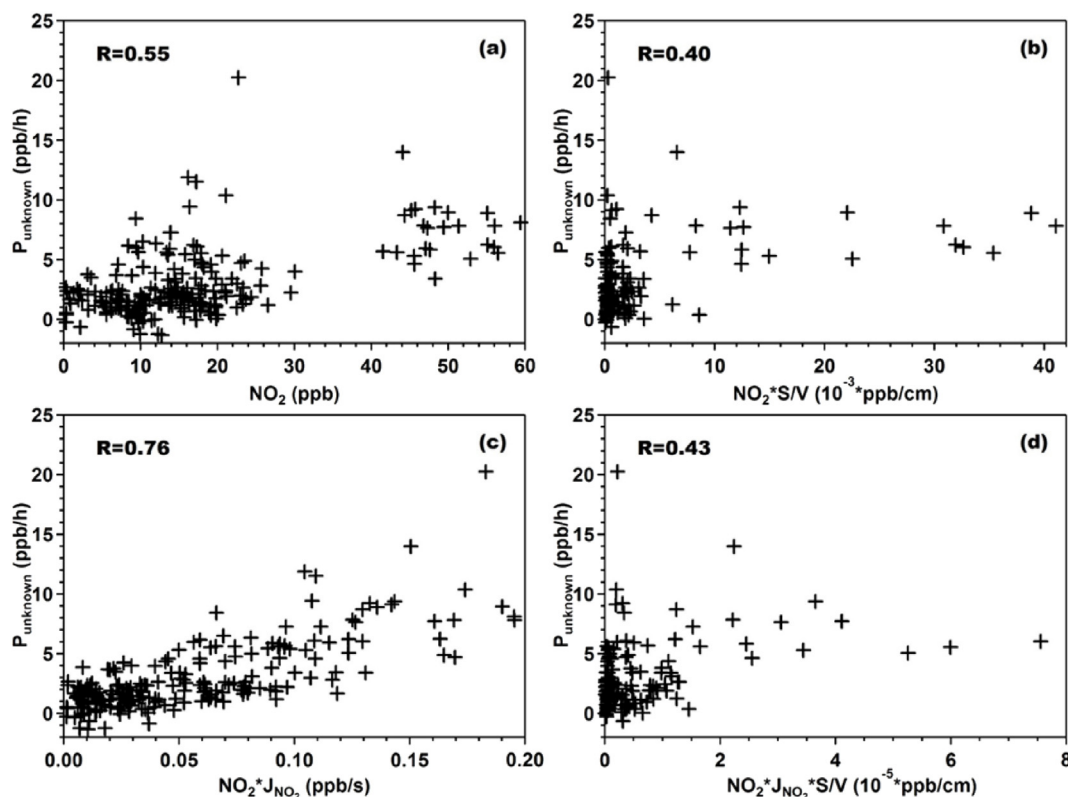 R=0.55
(a)
25
20
15
10
5
0
P_unknown (ppb/h)
0 10 20 30 40 50 60
NO₂ (ppb)
R=0.40
(b)
25
20
15
10
5
0
P_unknown (ppb/h)
0 10 20 30 40
NO₂*S/V (10⁻³*ppb/cm)
R=0.76
(c)
25
20
15
10
5
0
P_unknown (ppb/h)
0.00 0.05 0.10 0.15 0.20
NO₂*J_NO₂ (ppb/s)
R=0.43
(d)
25
20
15
10
5
0
P_unknown (ppb/h)
0 2 4 6 8
NO₂*J_NO₂*S/V (10⁻⁵*ppb/cm)